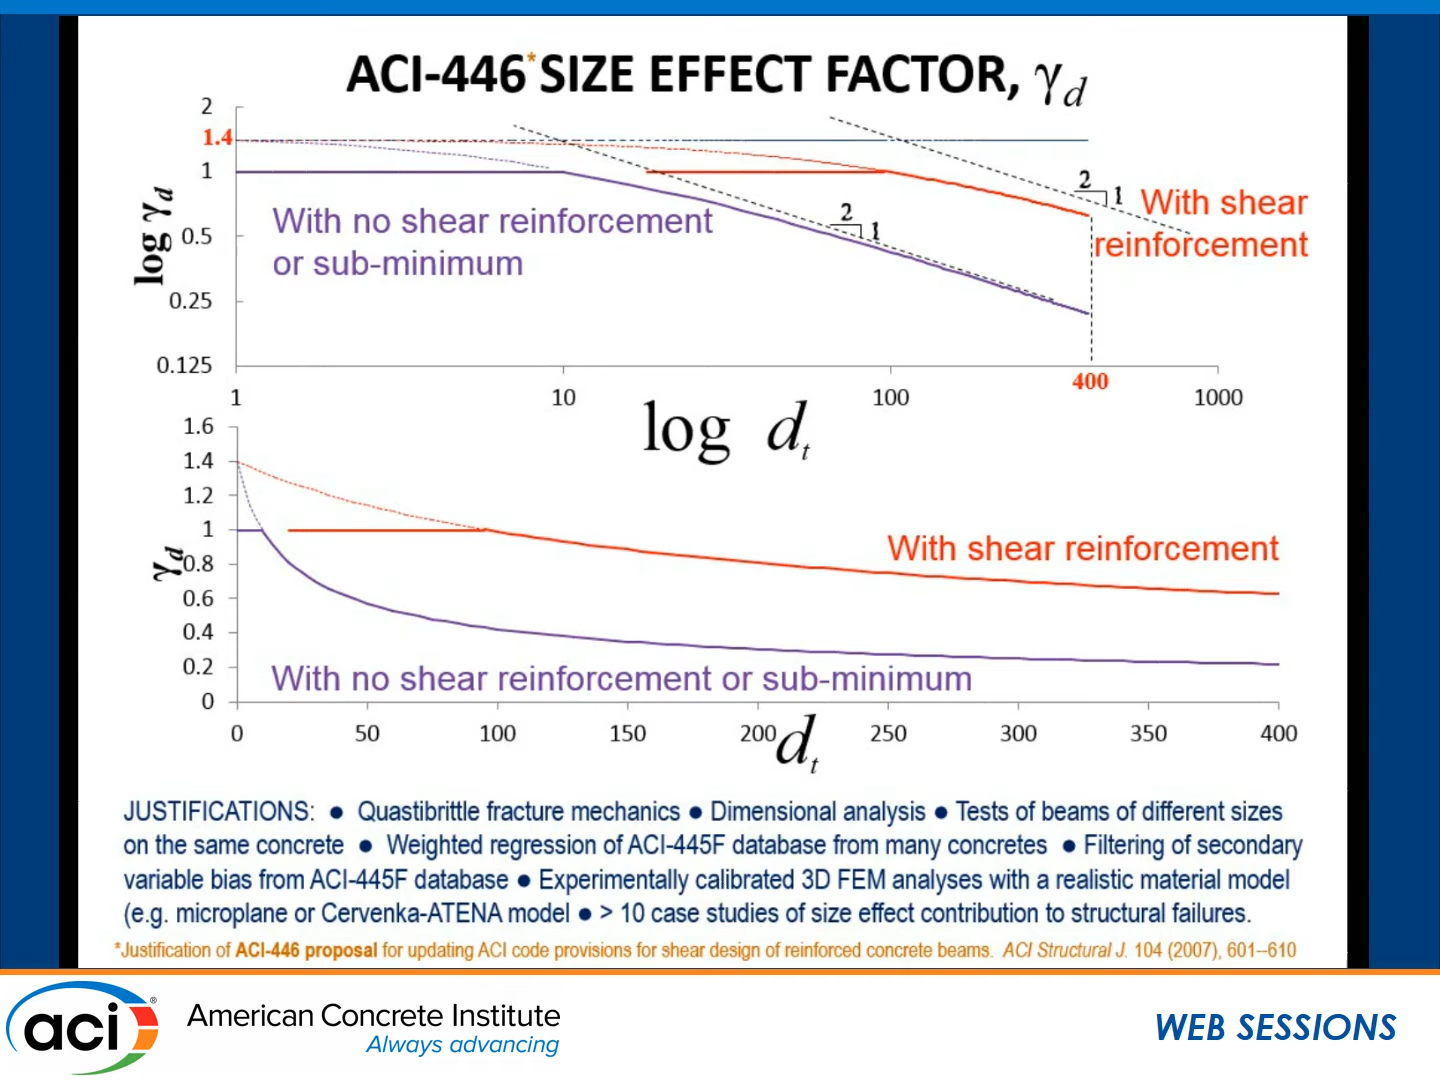 ACI-446* SIZE EFFECT FACTOR, γd
2
1.4
1
0.5
0.25
0.125
log γd
With no shear reinforcement
or sub-minimum
2
1
2
1
With shear
reinforcement
1
10
100
400
1000
log dt
1.6
1.4
1.2
1
0.8
0.6
0.4
0.2
0
γd
With shear reinforcement
With no shear reinforcement or sub-minimum
0
50
100
150
200
250
300
350
400
dt
JUSTIFICATIONS: ● Quastibrittle fracture mechanics ● Dimensional analysis ● Tests of beams of different sizes
on the same concrete ● Weighted regression of ACI-445F database from many concretes ● Filtering of secondary
variable bias from ACI-445F database ● Experimentally calibrated 3D FEM analyses with a realistic material model
(e.g. microplane or Cervenka-ATENA model ● > 10 case studies of size effect contribution to structural failures.
*Justification of ACI-446 proposal for updating ACI code provisions for shear design of reinforced concrete beams. ACI Structural J. 104 (2007), 601--610
aci®
American Concrete Institute
Always advancing
WEB SESSIONS